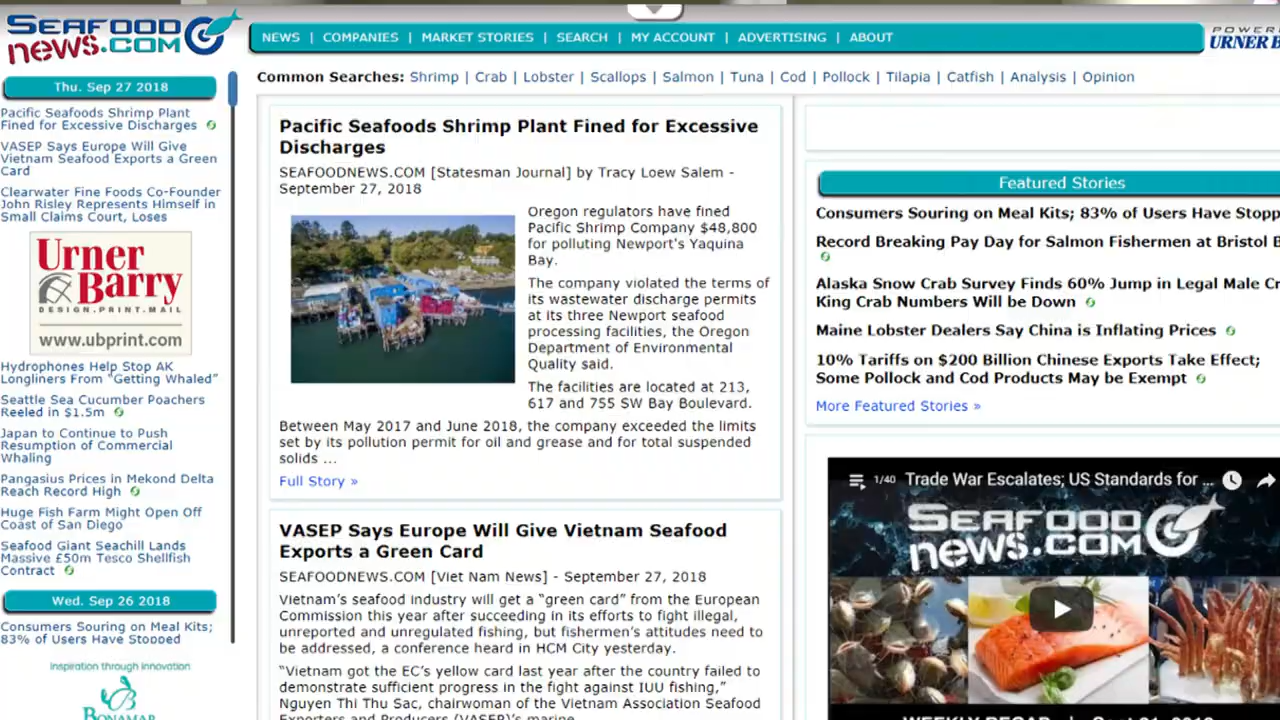 SEAFOOD
news.COM
NEWS | COMPANIES | MARKET STORIES | SEARCH | MY ACCOUNT | ADVERTISING | ABOUT
POWERE
URNER B
Common Searches: Shrimp | Crab | Lobster | Scallops | Salmon | Tuna | Cod | Pollock | Tilapia | Catfish | Analysis | Opinion
Thu. Sep 27 2018
Pacific Seafoods Shrimp Plant
Fined for Excessive Discharges
VASEP Says Europe Will Give
Vietnam Seafood Exports a Green
Card
Clearwater Fine Foods Co-Founder
John Risley Represents Himself in
Small Claims Court, Loses
Urner
Barry
DESIGN.PRINT.MAIL
www.ubprint.com
Hydrophones Help Stop AK
Longliners From "Getting Whaled"
Seattle Sea Cucumber Poachers
Reeled in $1.5m
Japan to Continue to Push
Resumption of Commercial
Whaling
Pangasius Prices in Mekond Delta
Reach Record High
Huge Fish Farm Might Open Off
Coast of San Diego
Seafood Giant Seachill Lands
Massive £50m Tesco Shellfish
Contract
Wed. Sep 26 2018
Consumers Souring on Meal Kits;
83% of Users Have Stopped
Inspiration through innovation
BONAMAR
Pacific Seafoods Shrimp Plant Fined for Excessive
Discharges
SEAFOODNEWS.COM [Statesman Journal] by Tracy Loew Salem -
September 27, 2018
Oregon regulators have fined
Pacific Shrimp Company $48,800
for polluting Newport's Yaquina
Bay.
The company violated the terms of
its wastewater discharge permits
at its three Newport seafood
processing facilities, the Oregon
Department of Environmental
Quality said.
The facilities are located at 213,
617 and 755 SW Bay Boulevard.
Between May 2017 and June 2018, the company exceeded the limits
set by its pollution permit for oil and grease and for total suspended
solids ...
Full Story »
VASEP Says Europe Will Give Vietnam Seafood
Exports a Green Card
SEAFOODNEWS.COM [Viet Nam News] - September 27, 2018
Vietnam's seafood industry will get a "green card" from the European
Commission this year after succeeding in its efforts to fight illegal,
unreported and unregulated fishing, but fishermen's attitudes need to
be addressed, a conference heard in HCM City yesterday.
"Vietnam got the EC's yellow card last year after the country failed to
demonstrate sufficient progress in the fight against IUU fishing,"
Nguyen Thi Thu Sac, chairwoman of the Vietnam Association Seafood
Exporters and Producers (VASEP)'s marine
Featured Stories
Consumers Souring on Meal Kits; 83% of Users Have Stopp
Record Breaking Pay Day for Salmon Fishermen at Bristol B
Alaska Snow Crab Survey Finds 60% Jump in Legal Male Cr
King Crab Numbers Will be Down
Maine Lobster Dealers Say China is Inflating Prices
10% Tariffs on $200 Billion Chinese Exports Take Effect;
Some Pollock and Cod Products May be Exempt
More Featured Stories »
1/40 Trade War Escalates; US Standards for ...
SEAFOOD
news.COM